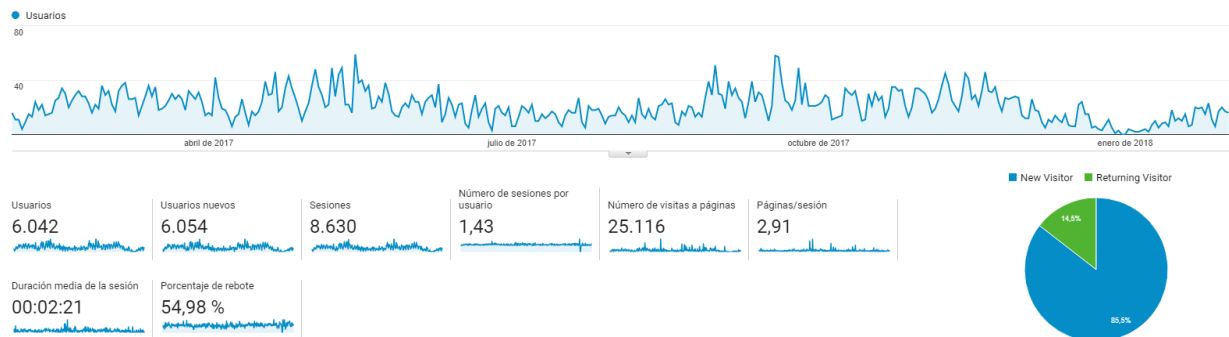 Usuarios
80
40
abril de 2017
julio de 2017
octubre de 2017
enero de 2018
New Visitor
Returning Visitor
Usuarios
6.042
Usuarios nuevos
6.054
Sesiones
8.630
Número de sesiones por
usuario
1,43
Número de visitas a páginas
25.116
Páginas/sesión
2,91
14,5%
85,5%
Duración media de la sesión
00:02:21
Porcentaje de rebote
54,98 %